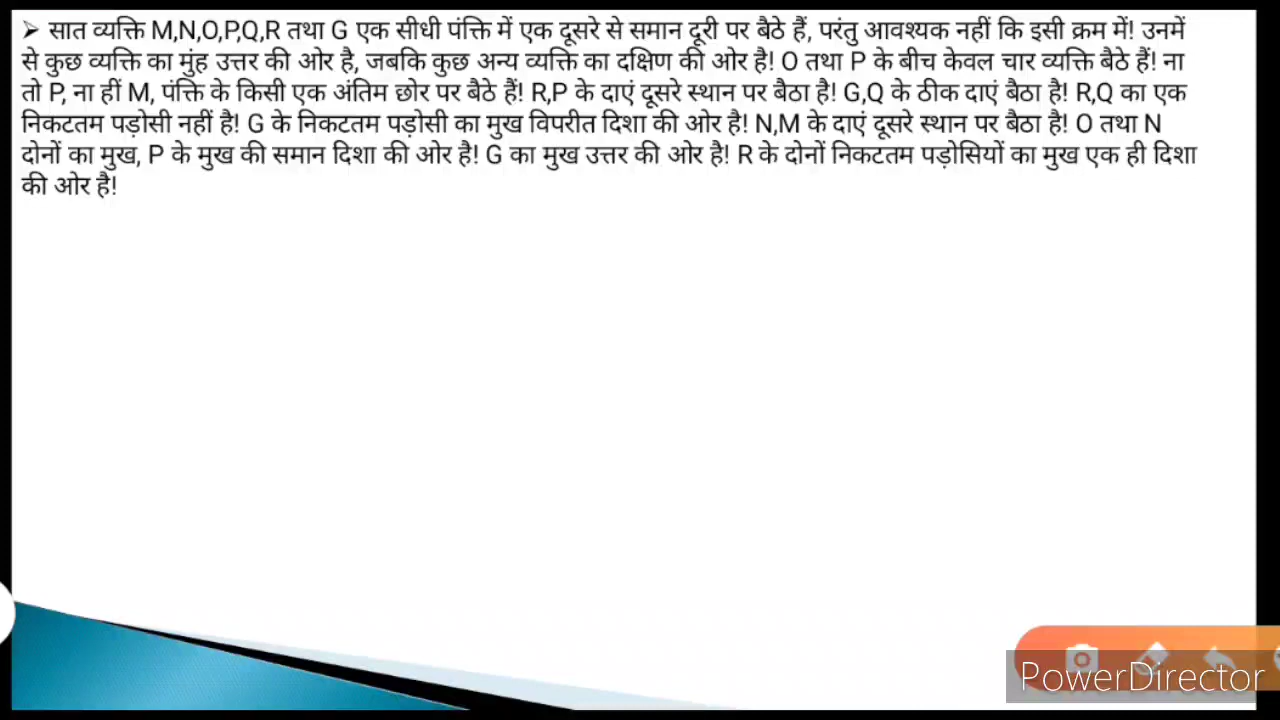 ➢ सात व्यक्ति M,N,O,P,Q,R तथा G एक सीधी पंक्ति में एक दूसरे से समान दूरी पर बैठे हैं, परंतु आवश्यक नहीं कि इसी क्रम में! उनमें
से कुछ व्यक्ति का मुंह उत्तर की ओर है, जबकि कुछ अन्य व्यक्ति का दक्षिण की ओर है! O तथा P के बीच केवल चार व्यक्ति बैठे हैं! ना
तो P, ना हीं M, पंक्ति के किसी एक अंतिम छोर पर बैठे हैं! R,P के दाएं दूसरे स्थान पर बैठा है! G,Q के ठीक दाएं बैठा है! R,Q का एक
निकटतम पड़ोसी नहीं है! G के निकटतम पड़ोसी का मुख विपरीत दिशा की ओर है! N,M के दाएं दूसरे स्थान पर बैठा है! O तथा N
दोनों का मुख, P के मुख की समान दिशा की ओर है! G का मुख उत्तर की ओर है! R के दोनों निकटतम पड़ोसियों का मुख एक ही दिशा
की ओर है!
PowerDirector